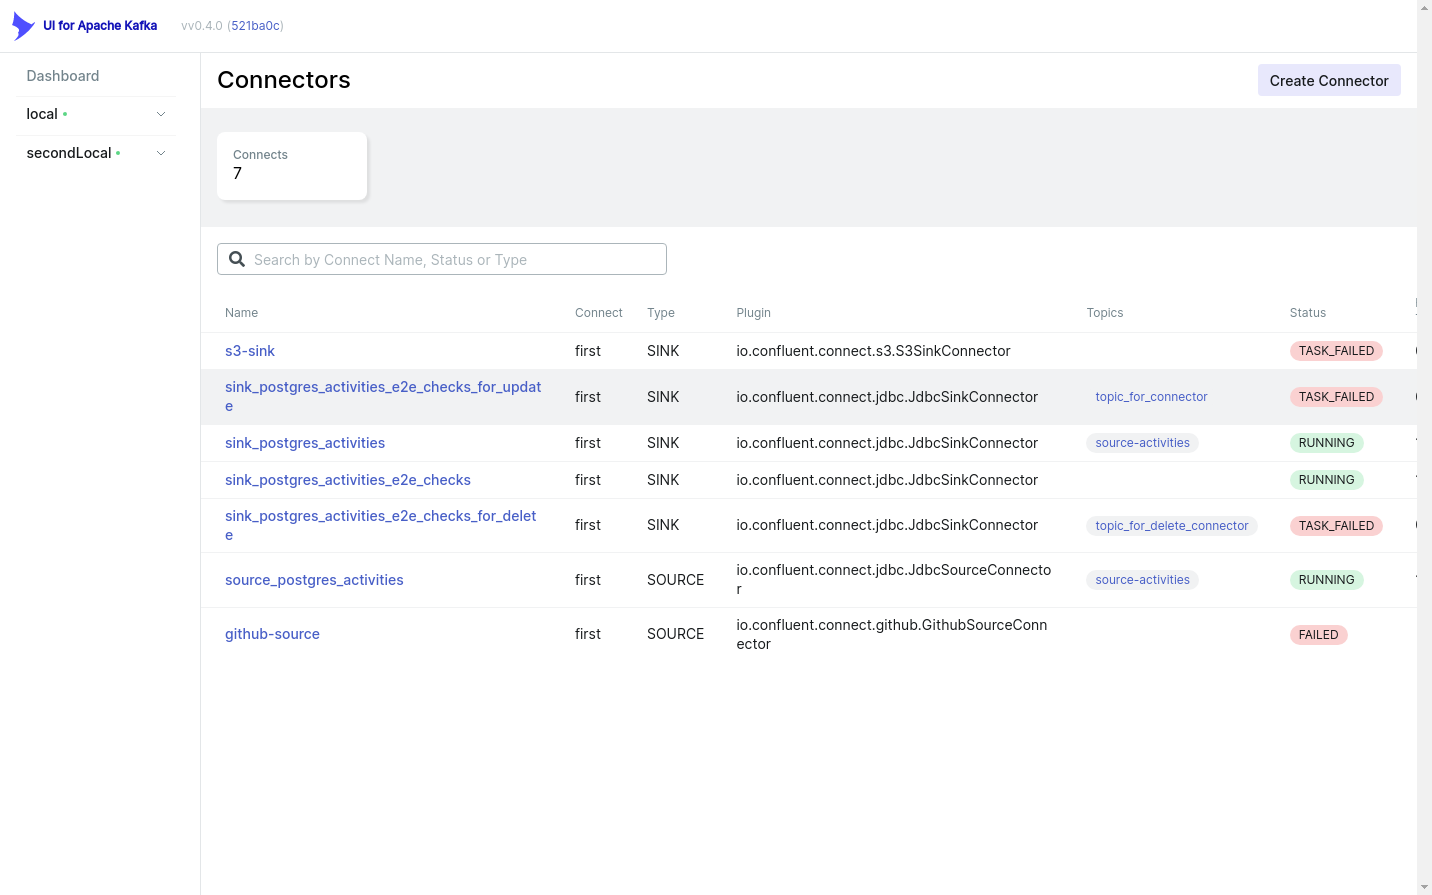 UI for Apache Kafka
vv0.4.0 (521ba0c)
Dashboard
local
secondLocal
Connectors
Create Connector
Connects
7
Search by Connect Name, Status or Type
Name Connect Type Plugin Topics Status
s3-sink first SINK io.confluent.connect.s3.S3SinkConnector TASK_FAILED
sink_postgres_activities_e2e_checks_for_updat
e
first SINK io.confluent.connect.jdbc.JdbcSinkConnector topic_for_connector TASK_FAILED
sink_postgres_activities first SINK io.confluent.connect.jdbc.JdbcSinkConnector source-activities RUNNING
sink_postgres_activities_e2e_checks first SINK io.confluent.connect.jdbc.JdbcSinkConnector RUNNING
sink_postgres_activities_e2e_checks_for_delet
e
first SINK io.confluent.connect.jdbc.JdbcSinkConnector topic_for_delete_connector TASK_FAILED
source_postgres_activities first SOURCE io.confluent.connect.jdbc.JdbcSourceConnecto
r
source-activities RUNNING
github-source first SOURCE io.confluent.connect.github.GithubSourceConn
ector
FAILED